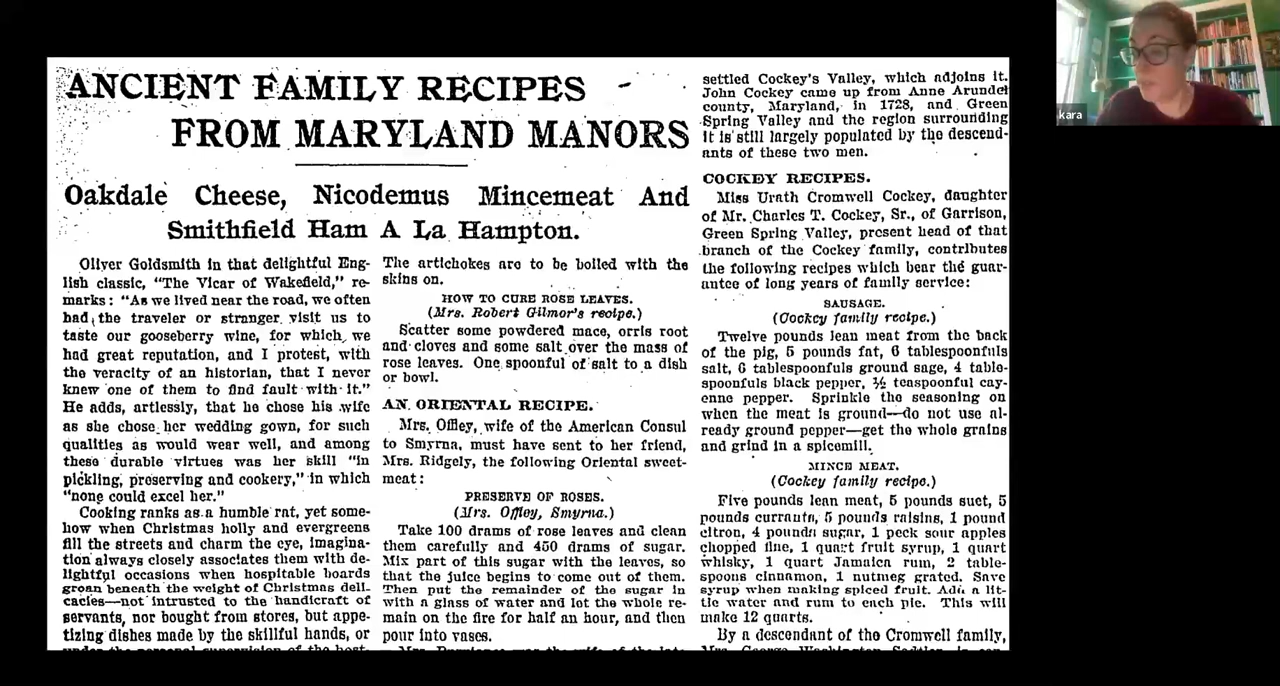 ANCIENT FAMILY RECIPES
FROM MARYLAND MANORS
Oakdale Cheese, Nicodemus Mincemeat And
Smithfield Ham A La Hampton.
Oliver Goldsmith in that delightful Eng-
lish classic, "The Vicar of Wakefield," re-
marks: "As we lived near the road, we often
had the traveler or stranger visit us to
taste our gooseberry wine, for which we
had great reputation, and I protest, with
the veracity of an historian, that I never
knew one of them to find fault with it."
He adds, artlessly, that he chose his wife
as she chose her wedding gown, for such
qualities as would wear well, and among
these durable virtues was her skill "in
pickling, preserving and cookery," in which
"none could excel her."
Cooking ranks as a humble rat, yet some-
how when Christmas holly and evergreens
fill the streets and charm the eye, imagina-
tion always closely associates them with de-
lightful occasions when hospitable boards
groan beneath the weight of Christmas deli-
cacies—not intrusted to the handicraft of
servants, nor bought from stores, but appe-
tizing dishes made by the skillful hands, or
under the personal supervision of the host-
The artichokes are to be boiled with the
skins on.
HOW TO CURE ROSE LEAVES.
(Mrs. Robert Gilmor's recipe.)
Scatter some powdered mace, orris root
and cloves and some salt over the mass of
rose leaves. One spoonful of salt to a dish
or bowl.
AN ORIENTAL RECIPE.
Mrs. Offley, wife of the American Consul
to Smyrna, must have sent to her friend,
Mrs. Ridgely, the following Oriental sweet-
meat:
PRESERVE OF ROSES.
(Mrs. Offley, Smyrna.)
Take 100 drams of rose leaves and clean
them carefully and 450 drams of sugar.
Mix part of this sugar with the leaves, so
that the juice begins to come out of them.
Then put the remainder of the sugar in
with a glass of water and let the whole re-
main on the fire for half an hour, and then
pour into vases.
settled Cockey's Valley, which adjoins it.
John Cockey came up from Anne Arundel
county, Maryland, in 1728, and Green
Spring Valley and the region surrounding
it is still largely populated by the descend-
ants of these two men.
COCKEY RECIPES.
Miss Urath Cromwell Cockey, daughter
of Mr. Charles T. Cockey, Sr., of Garrison,
Green Spring Valley, present head of that
branch of the Cockey family, contributes
the following recipes which bear the guar-
antee of long years of family service:
SAUSAGE.
(Cockey family recipe.)
Twelve pounds lean meat from the back
of the pig, 5 pounds fat, 6 tablespoonfuls
salt, 6 tablespoonfuls ground sage, 4 table-
spoonfuls black pepper, ½ teaspoonful cay-
enne pepper. Sprinkle the seasoning on
when the meat is ground—do not use al-
ready ground pepper—get the whole grains
and grind in a spicemill.
MINCE MEAT.
(Cockey family recipe.)
Five pounds lean meat, 5 pounds suet, 5
pounds currants, 5 pounds raisins, 1 pound
citron, 4 pounds sugar, 1 peck sour apples
chopped fine, 1 quart fruit syrup, 1 quart
whisky, 1 quart Jamaica rum, 2 table-
spoons cinnamon, 1 nutmeg grated. Save
syrup when making spiced fruit. Add a lit-
tle water and rum to each pie. This will
make 12 quarts.
By a descendant of the Cromwell family,
kara